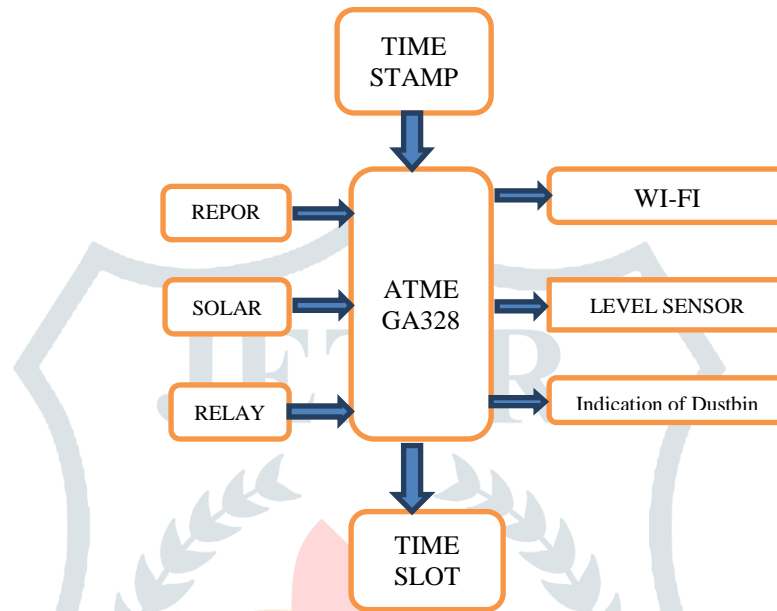 TIME
STAMP
REPOR
WI-FI
ATME
GA328
SOLAR
LEVEL SENSOR
RELAY
Indication of Dustbin
TIME
SLOT